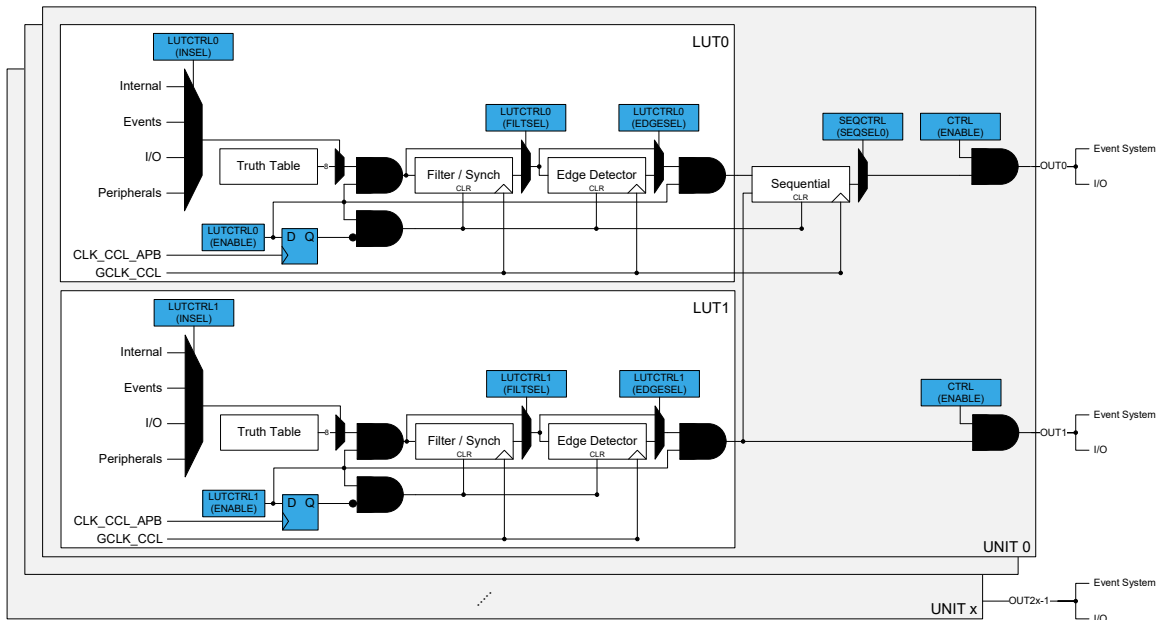 LUT0
LUTCTRL0
(INSEL)
Internal
Events
I/O
Peripherals
Truth Table
8
LUTCTRL0
(FILTSEL)
LUTCTRL0
(EDGESEL)
Filter / Synch
CLR
Edge Detector
CLR
LUTCTRL0
(ENABLE)
D Q
CLK_CCL_APB
GCLK_CCL
SEQCTRL
(SEQSEL0)
Sequential
CLR
CTRL
(ENABLE)
OUT0
Event System
I/O
LUT1
LUTCTRL1
(INSEL)
Internal
Events
I/O
Peripherals
Truth Table
8
LUTCTRL1
(FILTSEL)
LUTCTRL1
(EDGESEL)
Filter / Synch
CLR
Edge Detector
CLR
LUTCTRL1
(ENABLE)
D Q
CLK_CCL_APB
GCLK_CCL
CTRL
(ENABLE)
OUT1
Event System
I/O
UNIT 0
UNIT x
OUT2x-1
Event System
I/O